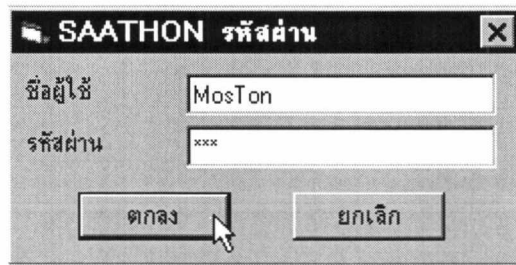 SAATHON รหัสผ่าน
ชื่อผู้ใช้ MosTon
รหัสผ่าน ***
ตกลง ยกเลิก